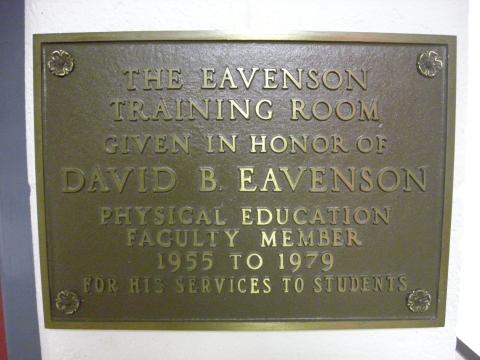 THE EAVENSON
TRAINING ROOM
GIVEN IN HONOR OF
DAVID B. EAVENSON
PHYSICAL EDUCATION
FACULTY MEMBER
1955 TO 1979
FOR HIS SERVICES TO STUDENTS